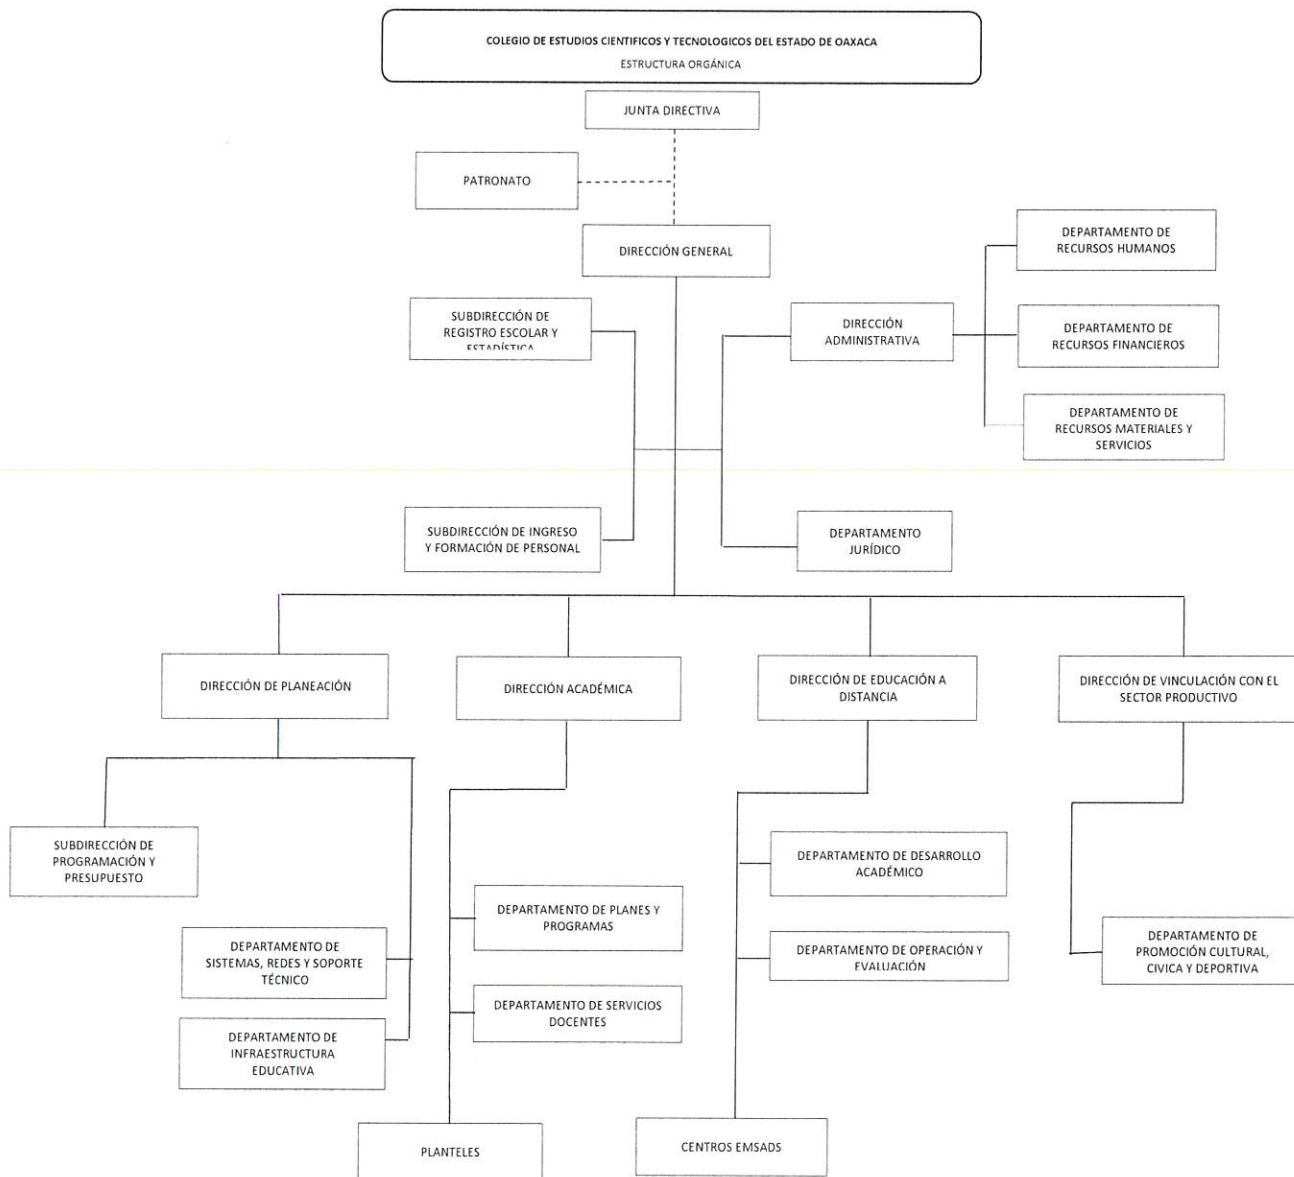 COLEGIO DE ESTUDIOS CIENTIFICOS Y TECNOLOGICOS DEL ESTADO DE OAXACA
ESTRUCTURA ORGÁNICA
JUNTA DIRECTIVA
PATRONATO
DIRECCIÓN GENERAL
DEPARTAMENTO DE
RECURSOS HUMANOS
SUBDIRECCIÓN DE
REGISTRO ESCOLAR Y
ESTADÍSTICA
DIRECCIÓN
ADMINISTRATIVA
DEPARTAMENTO DE
RECURSOS FINANCIEROS
DEPARTAMENTO DE
RECURSOS MATERIALES Y
SERVICIOS
SUBDIRECCIÓN DE INGRESO
Y FORMACIÓN DE PERSONAL
DEPARTAMENTO
JURÍDICO
DIRECCIÓN DE PLANEACIÓN
DIRECCIÓN ACADÉMICA
DIRECCIÓN DE EDUCACIÓN A
DISTANCIA
DIRECCIÓN DE VINCULACIÓN CON EL
SECTOR PRODUCTIVO
SUBDIRECCIÓN DE
PROGRAMACIÓN Y
PRESUPUESTO
DEPARTAMENTO DE
SISTEMAS, REDES Y SOPORTE
TÉCNICO
DEPARTAMENTO DE
INFRAESTRUCTURA
EDUCATIVA
DEPARTAMENTO DE PLANES Y
PROGRAMAS
DEPARTAMENTO DE SERVICIOS
DOCENTES
PLANTELES
DEPARTAMENTO DE DESARROLLO
ACADÉMICO
DEPARTAMENTO DE OPERACIÓN Y
EVALUACIÓN
CENTROS EMSADS
DEPARTAMENTO DE
PROMOCIÓN CULTURAL,
CIVICA Y DEPORTIVA